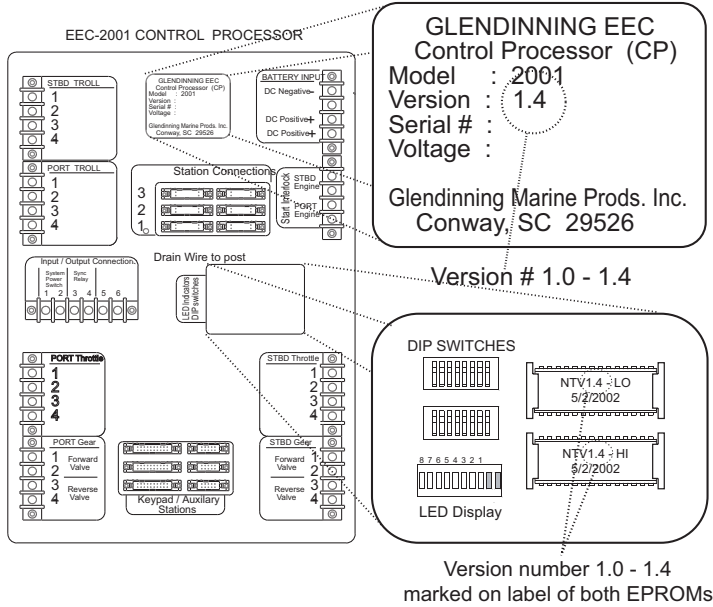 EEC-2001 CONTROL PROCESSOR
STBD TROLL
1
2
3
4
PORT TROLL
1
2
3
4
GLENDINNING EEC
Control Processor (CP)
Model : 2001
Version :
Serial # :
Voltage :
Glendinning Marine Prods. Inc.
Conway, SC 29526
BATTERY INPUT
DC Negative-
DC Positive+
DC Positive+
Start Interlock
STBD
Engine
PORT
Engine
Station Connections
3
2
1
Input / Output Connection.
System
Power
Switch
Sync
Relay
1 2 3 4 5 6
Drain Wire to post
LED Indicators
DIP switches
PORT Throttle
1
2
3
4
STBD Throttle
1
2
3
4
PORT Gear
1
2
3
4
Forward
Valve
Reverse
Valve
Keypad / Auxilary
Stations
STBD Gear
Forward
Valve
Reverse
Valve
1
2
3
4
GLENDINNING EEC
Control Processor (CP)
Model : 2001
Version : 1.4
Serial # :
Voltage :
Glendinning Marine Prods. Inc.
Conway, SC 29526
Version # 1.0 - 1.4
DIP SWITCHES
8 7 6 5 4 3 2 1
LED Display
NTV1.4 - LO
5/2/2002
NTV1.4 - HI
5/2/2002
Version number 1.0 - 1.4
marked on label of both EPROMs